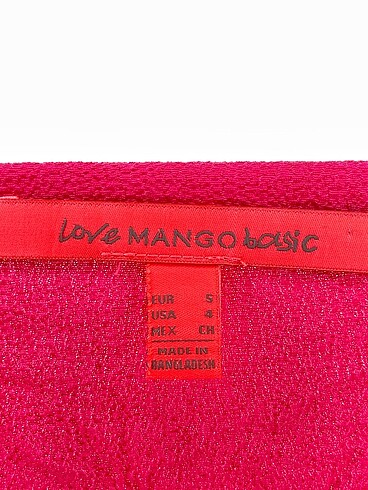 Love MANGO basic
EUR S
USA 4
MEX CH
MADE IN
BANGLADESH